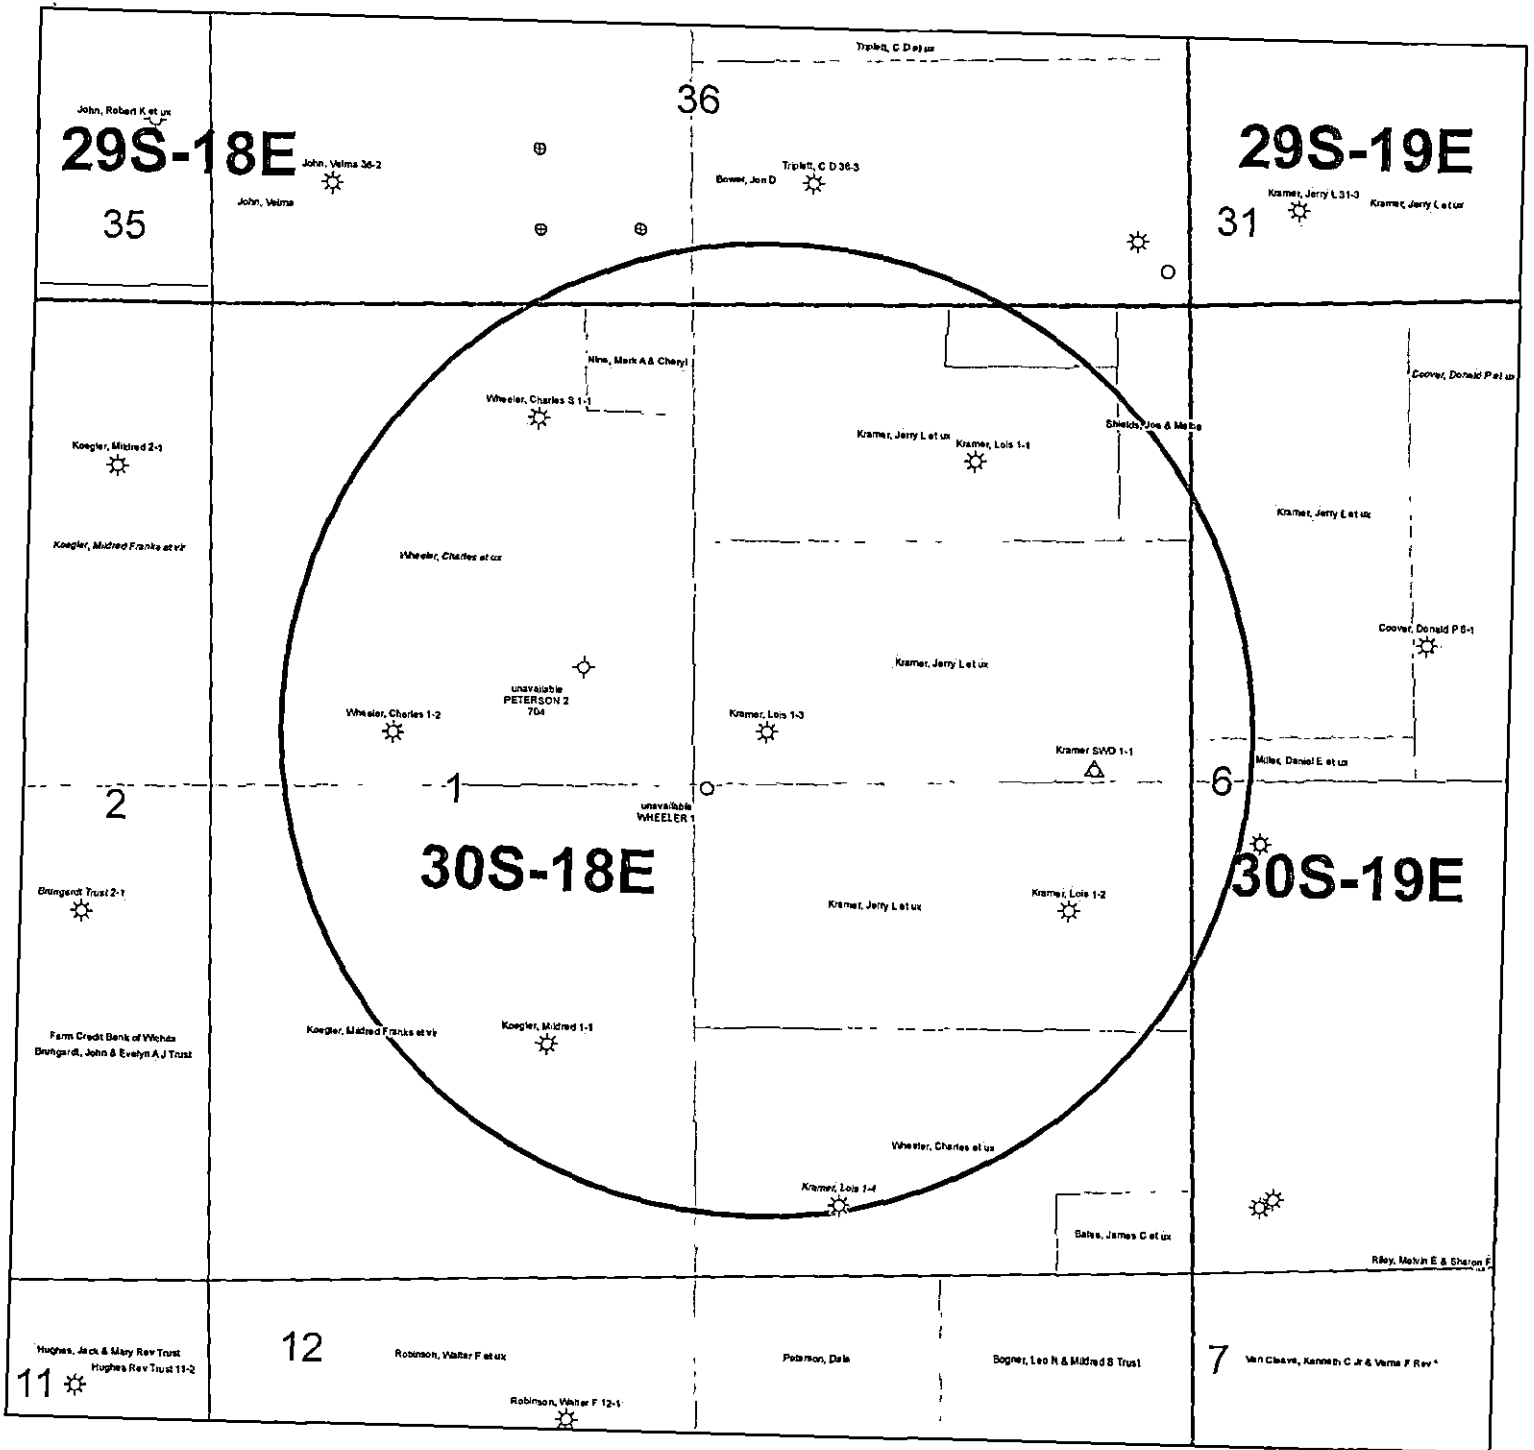 Triplett, C D et ux
36
John, Robert K et ux
29S-18E
29S-19E
John, Velma 36-2
Triplett, C D 36-3
Bower, Jon D
Kramer, Jerry L 31-3
Kramer, Jerry L et ux
John, Velma
35
31
Nine, Mark A & Cheryl
Coover, Donald P et ux
Wheeler, Charles S 1-1
Shields, Joe & Melba
Kramer, Jerry L et ux
Kramer, Lois 1-1
Koegler, Mildred 2-1
Kramer, Jerry L et ux
Koegler, Mildred Franks et vir
Wheeler, Charles et ux
Coover, Donald P 6-1
Kramer, Jerry L et ux
unavailable
PETERSON 2
704
Wheeler, Charles 1-2
Kramer, Lois 1-3
Kramer SWD 1-1
Miller, Daniel E et ux
1
6
2
unavailable
WHEELER 1
30S-18E
30S-19E
Brungardt Trust 2-1
Kramer, Jerry L et ux
Kramer, Lois 1-2
Koegler, Mildred Franks et vir
Koegler, Mildred 1-1
Farm Credit Bank of Wichita
Brungardt, John & Evelyn A J Trust
Wheeler, Charles et ux
Kramer, Lois 1-4
Bates, James C et ux
Riley, Melvin E & Sharon F
Hughes, Jack & Mary Rev Trust
Hughes Rev Trust 11-2
11
12
Robinson, Walter F et ux
Peterson, Dale
Bogner, Leo N & Mildred S Trust
7
Van Cleave, Kenneth C Jr & Verna F Rev *
Robinson, Walter F 12-1